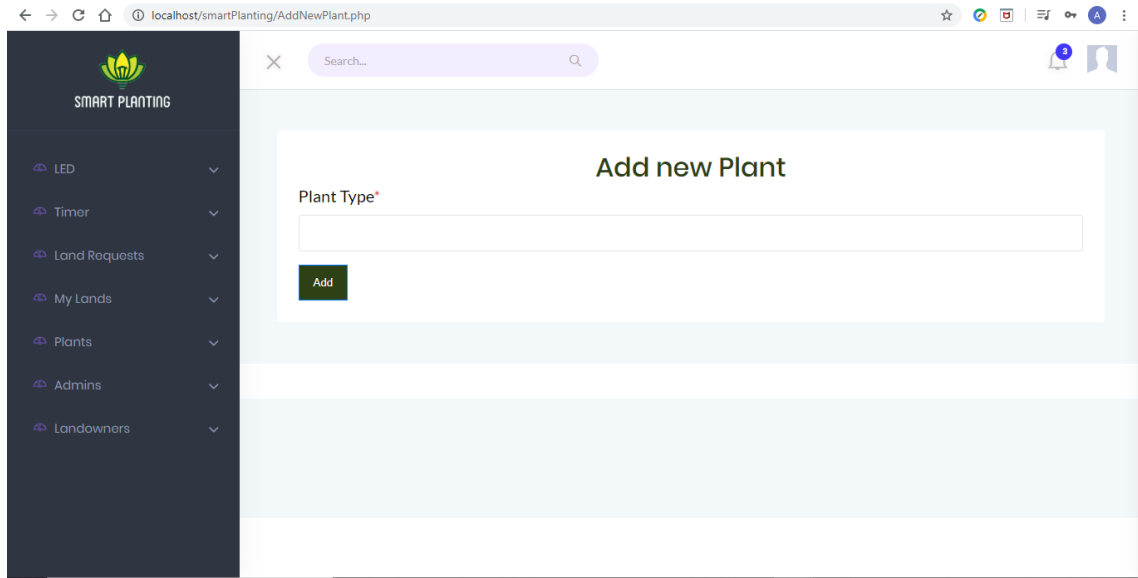 localhost/smartPlanting/AddNewPlant.php
A
SMART PLANTING
Search...
3
LED
Timer
Land Requests
My Lands
Plants
Admins
Landowners
Add new Plant
Plant Type*
Add